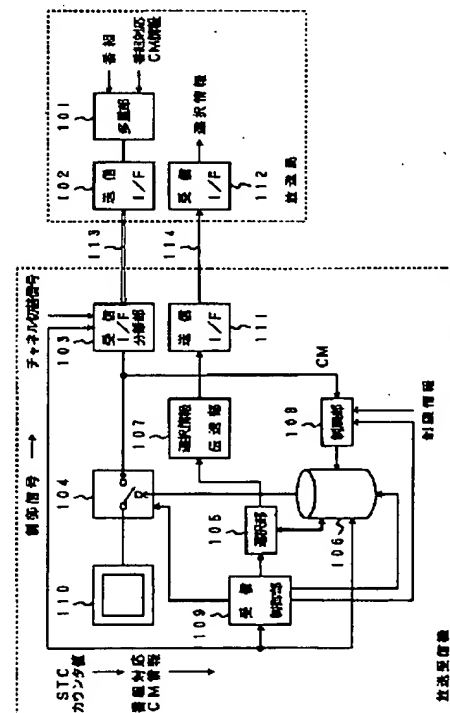 番組
番組対応
CM情報
101
多重部
102
送信
I/F
113
チャネル切替信号
103
受信
I/F
分離部
選択情報
受信
I/F
112
放送局
114
送信
I/F
111
制御信号
104
107
選択情報
伝送部
CM
108
制限部
制限情報
110
105
選択部
106
109
受信
制御部
STC
カウンタ値
番組対応
CM情報
放送受信機